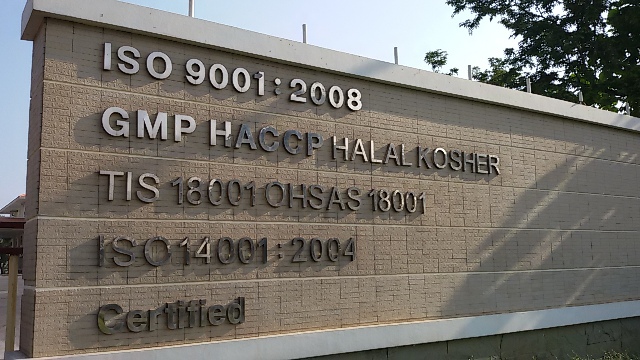 ISO 9001:2008
GMP HACCP HALAL KOSHER
TIS 18001 OHSAS 18001
ISO 14001:2004
Certified